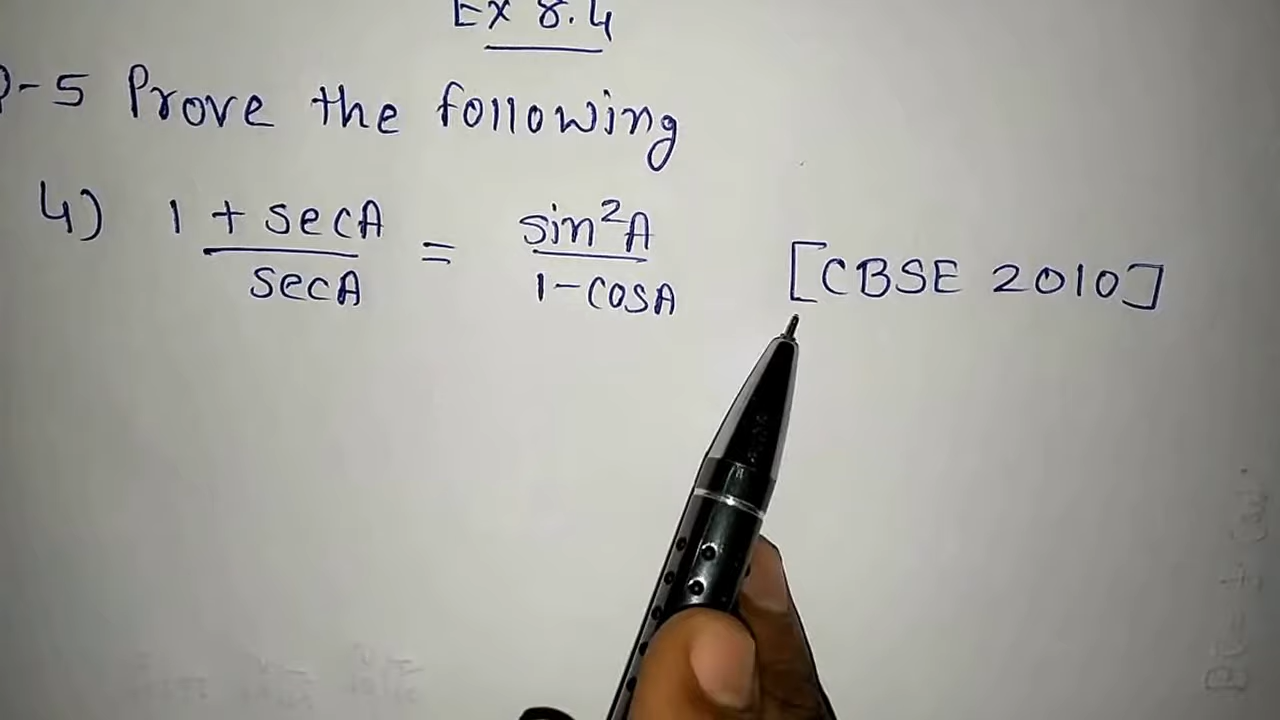 Ex 8.4
-5 Prove the following
4) 1 + secA / secA = sin²A / 1-cosA [CBSE 2010]